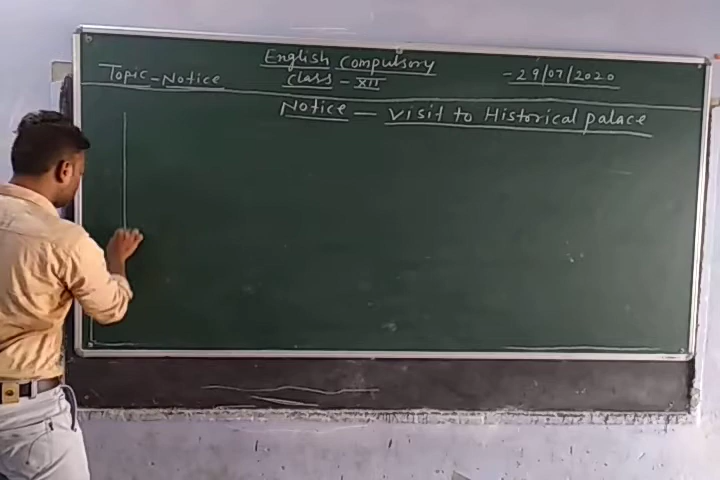 English Compulsory
Topic - Notice
Class - XII
- 29/07/2020
Notice - Visit to Historical palace